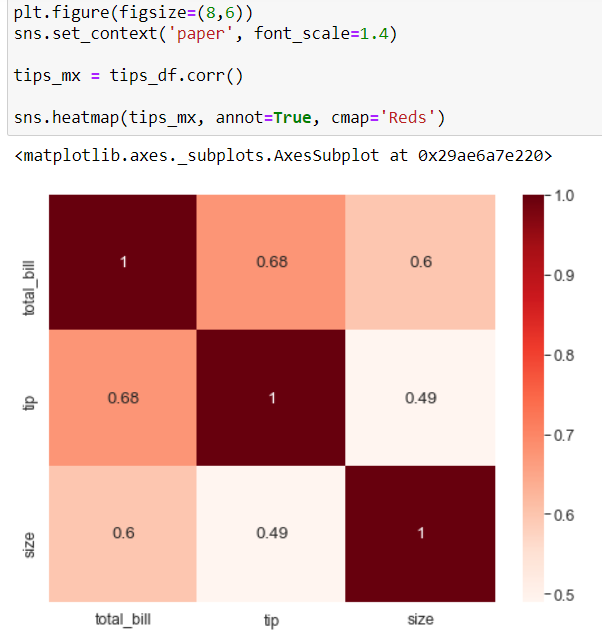 plt.figure(figsize=(8,6))
sns.set_context('paper', font_scale=1.4)
tips_mx = tips_df.corr()
sns.heatmap(tips_mx, annot=True, cmap='Reds')
<matplotlib.axes._subplots.AxesSubplot at 0x29ae6a7e220>
total_bill
1
0.68
0.6
tip
0.68
1
0.49
size
0.6
0.49
1
total_bill
tip
size
1.0
0.9
0.8
0.7
0.6
0.5